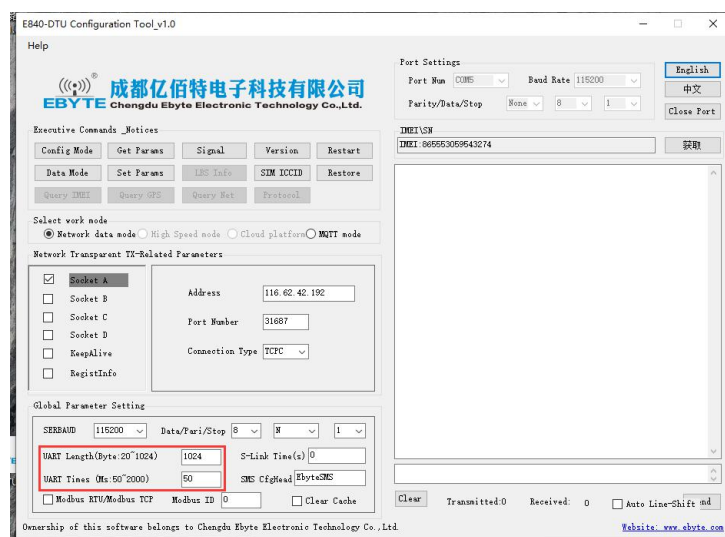 E840-DTU Configuration Tool_v1.0
Help
成都亿佰特电子科技有限公司
EBYTE Chengdu Ebyte Electronic Technology Co.,Ltd.
Executive Commands _Notices
Config Mode Get Params Signal Version Restart
Data Mode Set Params LBS Info SIM ICCID Restore
Query IMEI Query GPS Query Net Protocol
Select work mode
Network data mode High Speed mode Cloud platform MQTT mode
Network Transparent TX-Related Parameters
Socket A
Socket B
Socket C
Socket D
KeepAlive
RegistInfo
Address 116.62.42.192
Port Number 31687
Connection Type TCPC
Global Parameter Setting
SERBAUD 115200 Data/Pari/Stop 8 N 1
UART Length(Byte:20~1024) 1024 S-Link Time(s) 0
UART Times (Ms:50~2000) 50 SMS CfgHead EbyteSMS
Modbus RTU/Modbus TCP Modbus ID 0 Clear Cache
Port Settings
Port Num COM5 Baud Rate 115200
Parity/Data/Stop None 8 1
English
中文
Close Port
IMEI\SN
IMEI:865553059543274 获取
Clear Transmitted:0 Received: 0 Auto Line-Shift nd
Ownership of this software belongs to Chengdu Ebyte Electronic Technology Co., Ltd. Website: www.ebyte.com